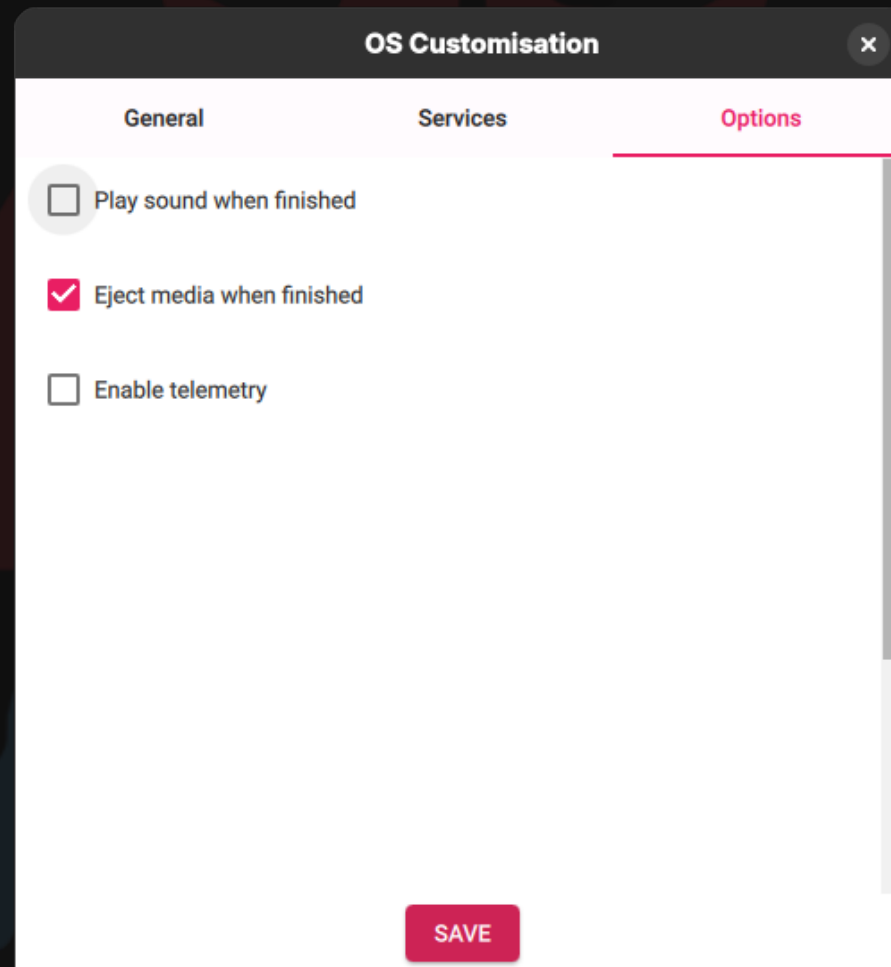 OS Customisation
General Services Options
Play sound when finished
Eject media when finished
Enable telemetry
SAVE